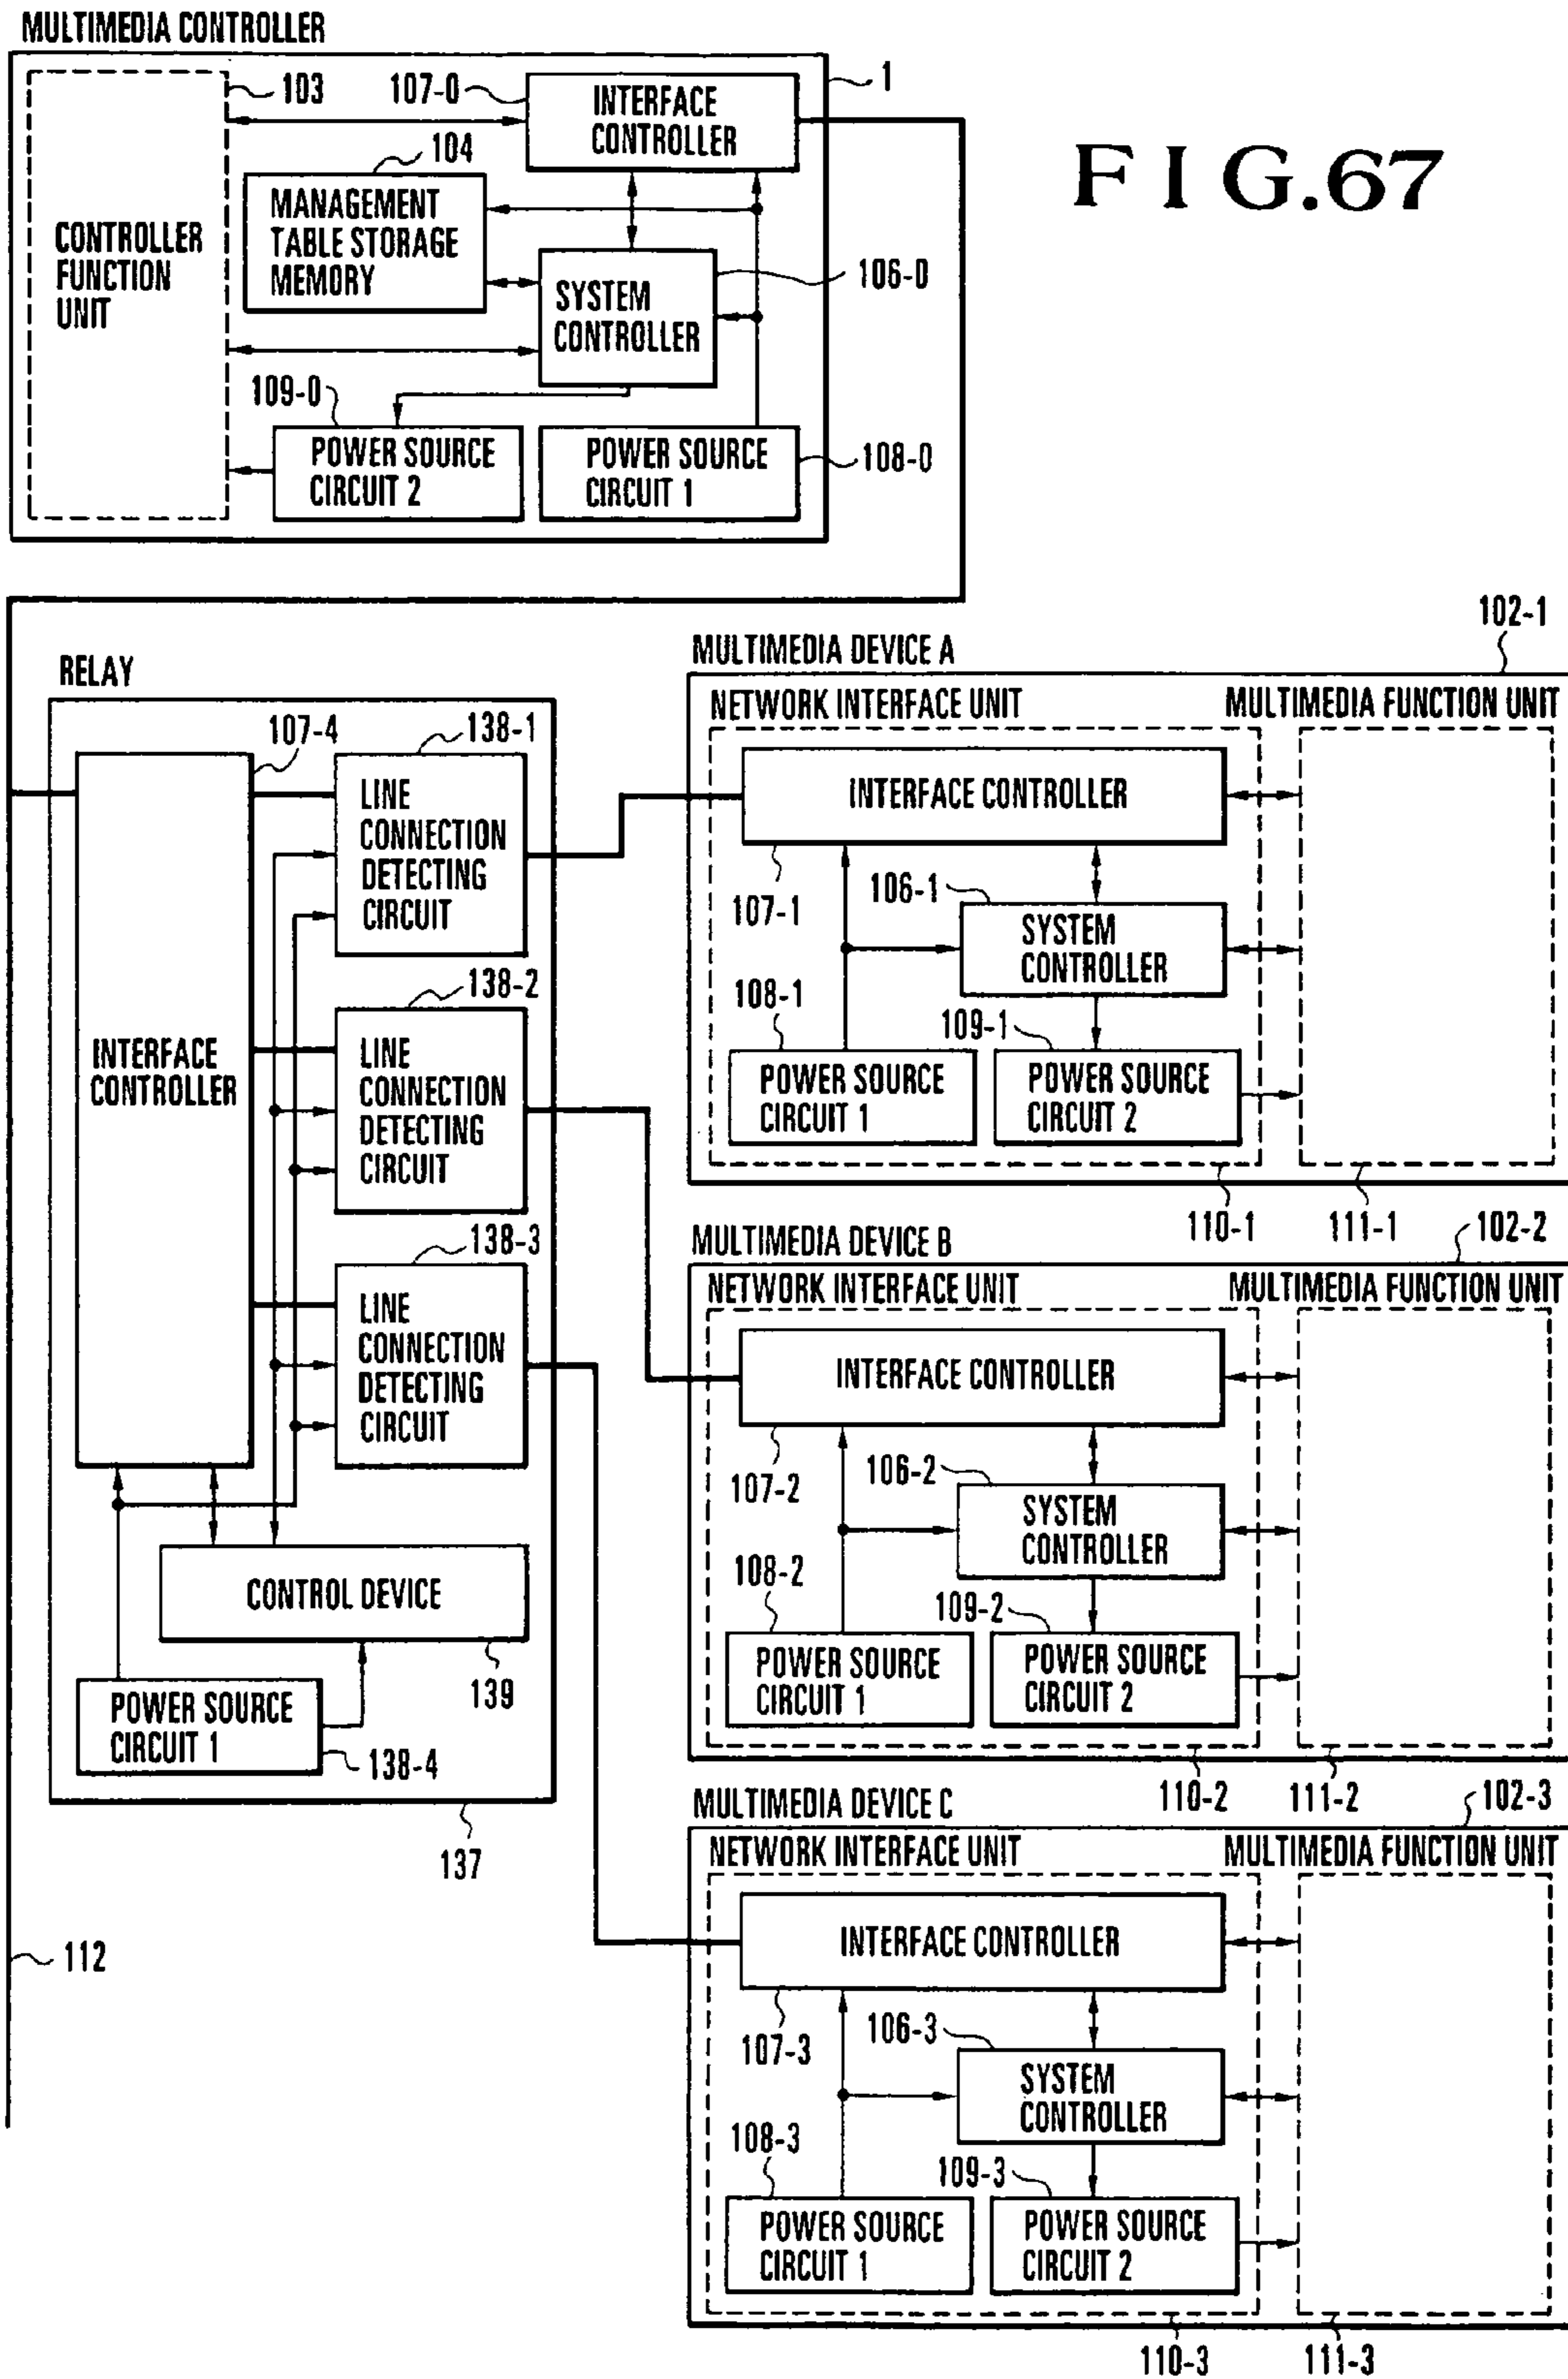 MULTIMEDIA CONTROLLER
1
103
107-0
INTERFACE
CONTROLLER
FIG.67
104
MANAGEMENT
TABLE STORAGE
MEMORY
CONTROLLER
FUNCTION
UNIT
106-0
SYSTEM
CONTROLLER
109-0
POWER SOURCE
CIRCUIT 2
POWER SOURCE
CIRCUIT 1
108-0
RELAY
107-4
138-1
LINE
CONNECTION
DETECTING
CIRCUIT
138-2
INTERFACE
CONTROLLER
LINE
CONNECTION
DETECTING
CIRCUIT
138-3
LINE
CONNECTION
DETECTING
CIRCUIT
CONTROL DEVICE
139
POWER SOURCE
CIRCUIT 1
138-4
137
112
102-1
MULTIMEDIA DEVICE A
NETWORK INTERFACE UNIT
MULTIMEDIA FUNCTION UNIT
INTERFACE CONTROLLER
107-1
106-1
SYSTEM
CONTROLLER
108-1
109-1
POWER SOURCE
CIRCUIT 1
POWER SOURCE
CIRCUIT 2
110-1
111-1
MULTIMEDIA DEVICE B
102-2
NETWORK INTERFACE UNIT
MULTIMEDIA FUNCTION UNIT
INTERFACE CONTROLLER
107-2
106-2
SYSTEM
CONTROLLER
108-2
109-2
POWER SOURCE
CIRCUIT 1
POWER SOURCE
CIRCUIT 2
110-2
111-2
MULTIMEDIA DEVICE C
102-3
NETWORK INTERFACE UNIT
MULTIMEDIA FUNCTION UNIT
INTERFACE CONTROLLER
107-3
106-3
SYSTEM
CONTROLLER
108-3
109-3
POWER SOURCE
CIRCUIT 1
POWER SOURCE
CIRCUIT 2
110-3
111-3